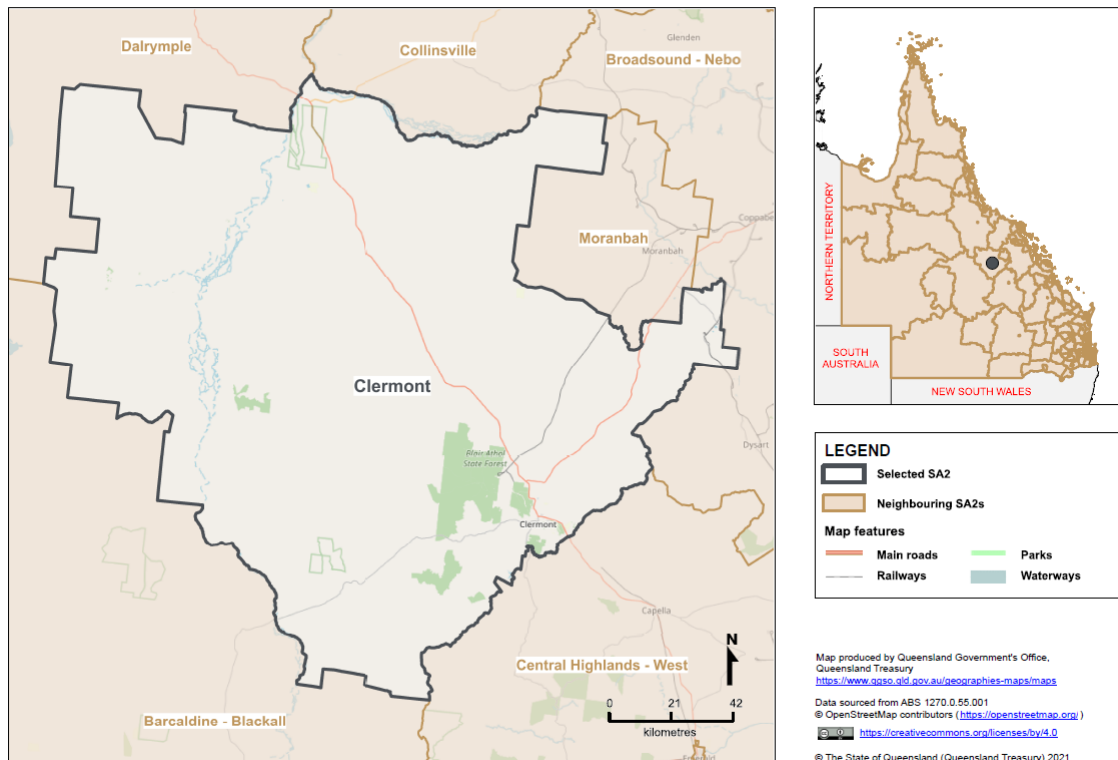 Dalrymple
Collinsville
Glenden
Broadsound - Nebo
Moranbah
Coppabella
Moranbah
Clermont
Blair Athol
State Forest
Dysart
Clermont
Capella
Central Highlands - West
Barcaldine - Blackall
N
0 21 42
kilometres
NORTHERN TERRITORY
SOUTH
AUSTRALIA
NEW SOUTH WALES
LEGEND
Selected SA2
Neighbouring SA2s
Map features
Main roads
Parks
Railways
Waterways
Map produced by Queensland Government's Office,
Queensland Treasury
https://www.qgso.qld.gov.au/geographies-maps/maps
Data sourced from ABS 1270.0.55.001
© OpenStreetMap contributors ( https://openstreetmap.org/ )
https://creativecommons.org/licenses/by/4.0
© The State of Queensland (Queensland Treasury) 2021